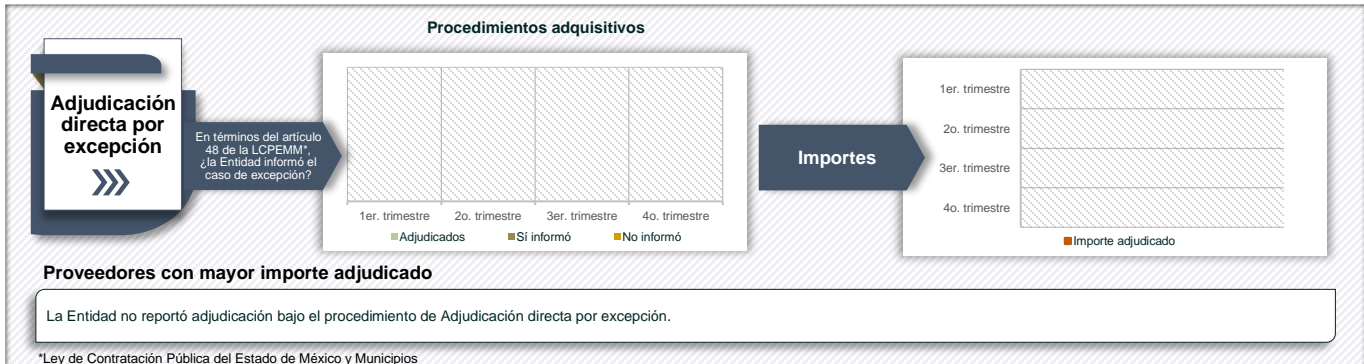 Procedimientos adquisitivos
Adjudicación
directa por
excepción
En términos del artículo
48 de la LCPEMM*,
¿la Entidad informó el
caso de excepción?
1er. trimestre 2o. trimestre 3er. trimestre 4o. trimestre
Adjudicados Sí informó No informó
Importes
1er. trimestre
2o. trimestre
3er. trimestre
4o. trimestre
Importe adjudicado
Proveedores con mayor importe adjudicado
La Entidad no reportó adjudicación bajo el procedimiento de Adjudicación directa por excepción.
*Ley de Contratación Pública del Estado de México y Municipios